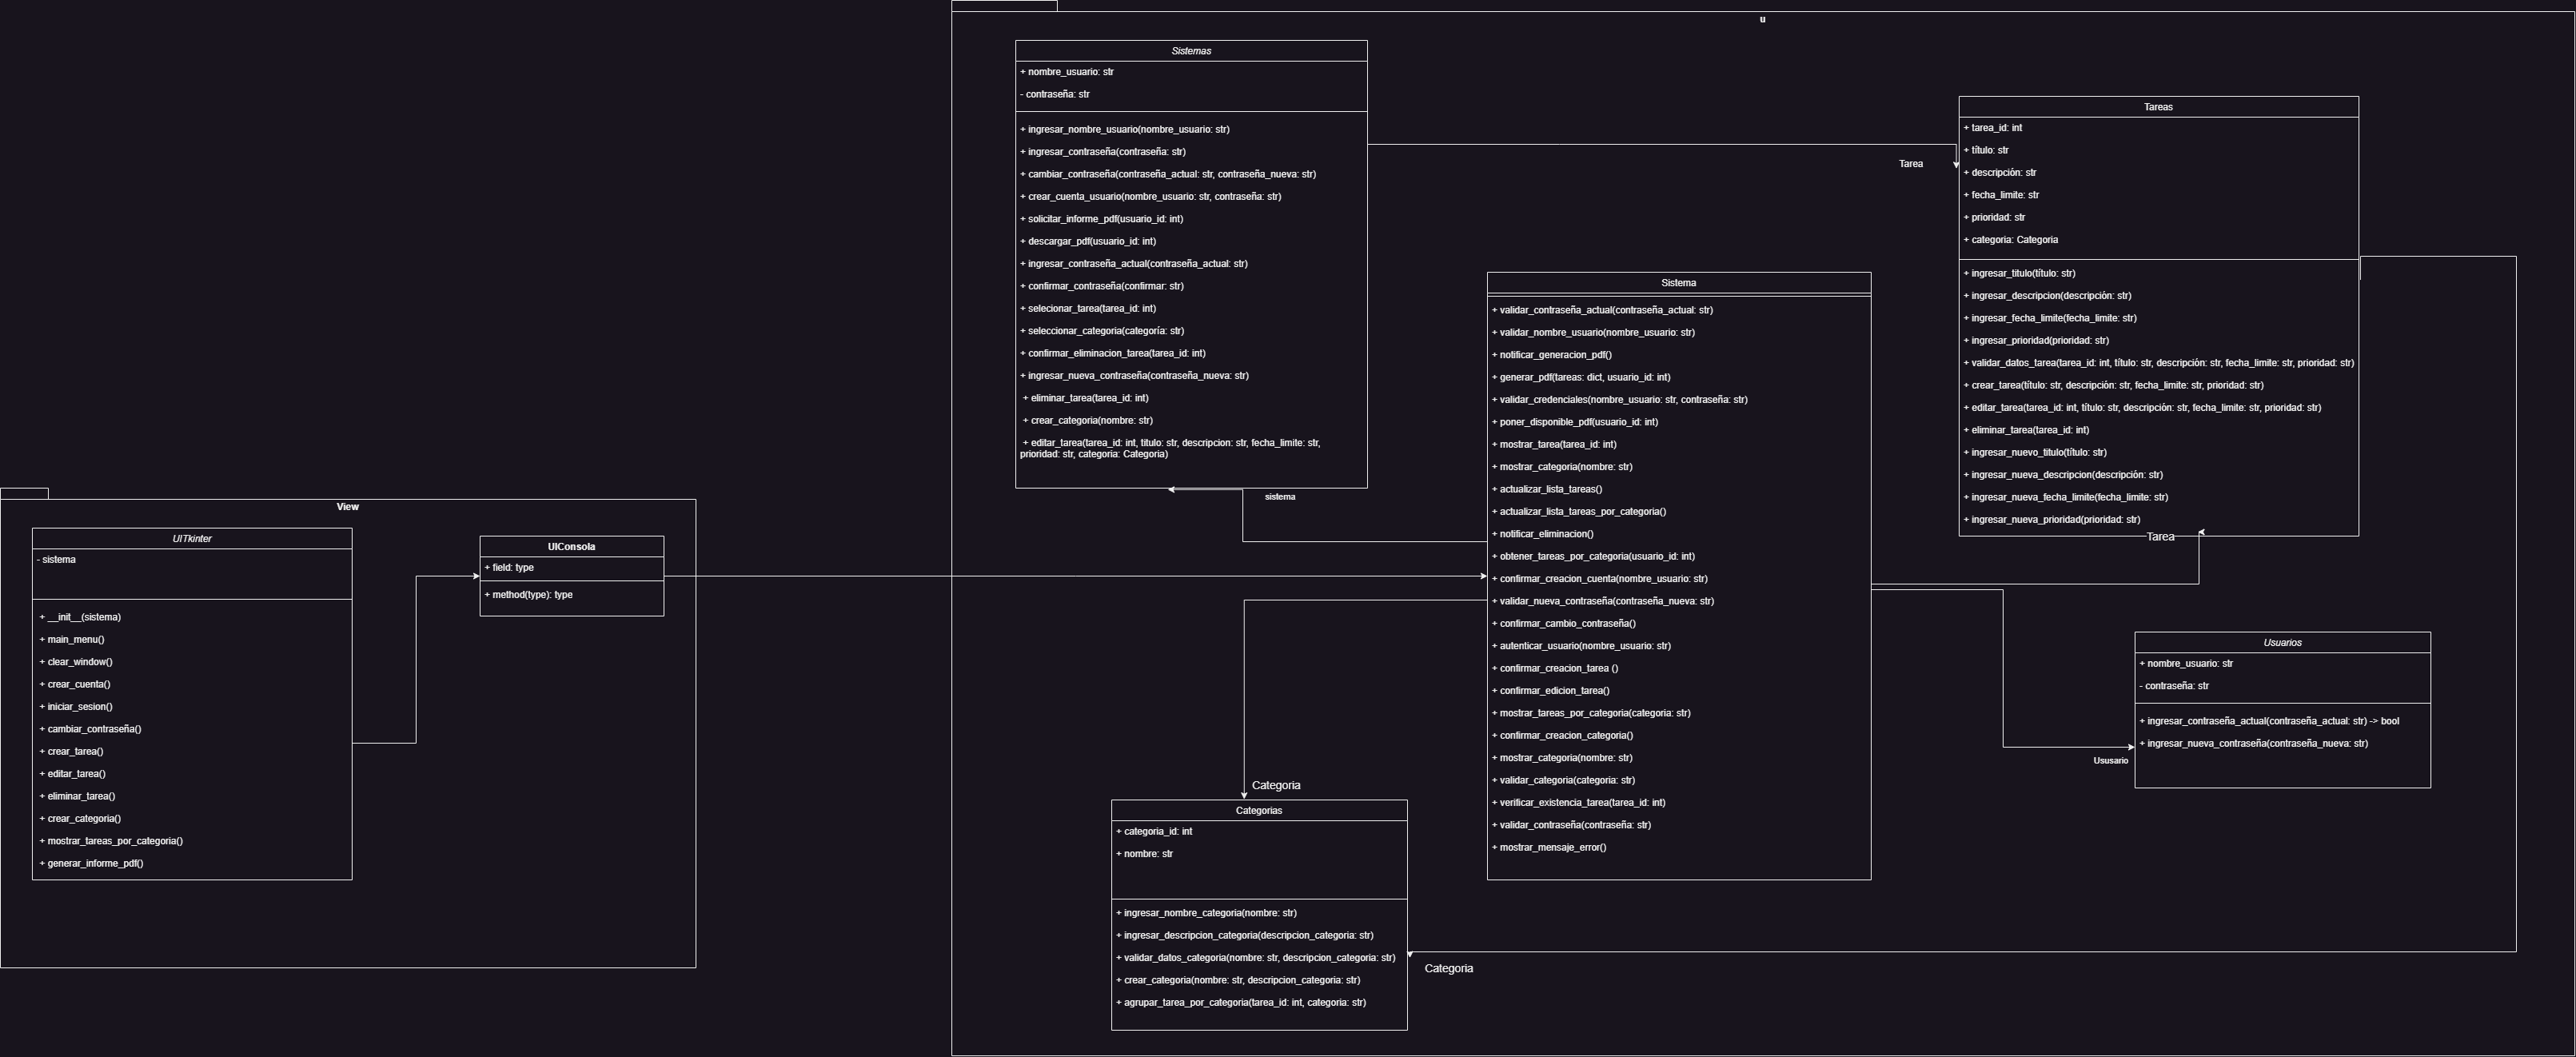 u
Sistemas
+ nombre_usuario: str
- contraseña: str
+ ingresar_nombre_usuario(nombre_usuario: str)
+ ingresar_contraseña(contraseña: str)
+ cambiar_contraseña(contraseña_actual: str, contraseña_nueva: str)
+ crear_cuenta_usuario(nombre_usuario: str, contraseña: str)
+ solicitar_informe_pdf(usuario_id: int)
+ descargar_pdf(usuario_id: int)
+ ingresar_contraseña_actual(contraseña_actual: str)
+ confirmar_contraseña(confirmar: str)
+ selecionar_tarea(tarea_id: int)
+ seleccionar_categoria(categoría: str)
+ confirmar_eliminacion_tarea(tarea_id: int)
+ ingresar_nueva_contraseña(contraseña_nueva: str)
+ eliminar_tarea(tarea_id: int)
+ crear_categoria(nombre: str)
+ editar_tarea(tarea_id: int, titulo: str, descripcion: str, fecha_limite: str,
prioridad: str, categoria: Categoria)
sistema
Tarea
Tareas
+ tarea_id: int
+ título: str
+ descripción: str
+ fecha_limite: str
+ prioridad: str
+ categoria: Categoria
+ ingresar_titulo(título: str)
+ ingresar_descripcion(descripción: str)
+ ingresar_fecha_limite(fecha_limite: str)
+ ingresar_prioridad(prioridad: str)
+ validar_datos_tarea(tarea_id: int, título: str, descripción: str, fecha_limite: str, prioridad: str)
+ crear_tarea(título: str, descripción: str, fecha_limite: str, prioridad: str)
+ editar_tarea(tarea_id: int, título: str, descripción: str, fecha_limite: str, prioridad: str)
+ eliminar_tarea(tarea_id: int)
+ ingresar_nuevo_titulo(título: str)
+ ingresar_nueva_descripcion(descripción: str)
+ ingresar_nueva_fecha_limite(fecha_limite: str)
+ ingresar_nueva_prioridad(prioridad: str)
Tarea
Sistema
+ validar_contraseña_actual(contraseña_actual: str)
+ validar_nombre_usuario(nombre_usuario: str)
+ notificar_generacion_pdf()
+ generar_pdf(tareas: dict, usuario_id: int)
+ validar_credenciales(nombre_usuario: str, contraseña: str)
+ poner_disponible_pdf(usuario_id: int)
+ mostrar_tarea(tarea_id: int)
+ mostrar_categoria(nombre: str)
+ actualizar_lista_tareas()
+ actualizar_lista_tareas_por_categoria()
+ notificar_eliminacion()
+ obtener_tareas_por_categoria(usuario_id: int)
+ confirmar_creacion_cuenta(nombre_usuario: str)
+ validar_nueva_contraseña(contraseña_nueva: str)
+ confirmar_cambio_contraseña()
+ autenticar_usuario(nombre_usuario: str)
+ confirmar_creacion_tarea ()
+ confirmar_edicion_tarea()
+ mostrar_tareas_por_categoria(categoria: str)
+ confirmar_creacion_categoria()
+ mostrar_categoria(nombre: str)
+ validar_categoria(categoria: str)
+ verificar_existencia_tarea(tarea_id: int)
+ validar_contraseña(contraseña: str)
+ mostrar_mensaje_error()
View
UITkinter
- sistema
+ __init__(sistema)
+ main_menu()
+ clear_window()
+ crear_cuenta()
+ iniciar_sesion()
+ cambiar_contraseña()
+ crear_tarea()
+ editar_tarea()
+ eliminar_tarea()
+ crear_categoria()
+ mostrar_tareas_por_categoria()
+ generar_informe_pdf()
UIConsola
+ field: type
+ method(type): type
Usuarios
+ nombre_usuario: str
- contraseña: str
+ ingresar_contraseña_actual(contraseña_actual: str) -> bool
+ ingresar_nueva_contraseña(contraseña_nueva: str)
Ususario
Categoria
Categorias
+ categoria_id: int
+ nombre: str
+ ingresar_nombre_categoria(nombre: str)
+ ingresar_descripcion_categoria(descripcion_categoria: str)
+ validar_datos_categoria(nombre: str, descripcion_categoria: str)
+ crear_categoria(nombre: str, descripcion_categoria: str)
+ agrupar_tarea_por_categoria(tarea_id: int, categoria: str)
Categoria